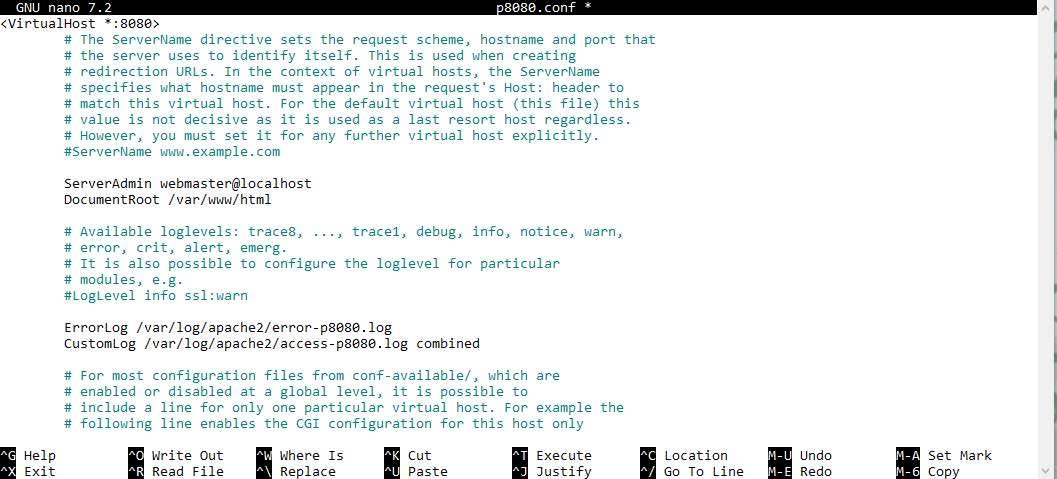 GNU nano 7.2 p8080.conf *
<VirtualHost *:8080>
# The ServerName directive sets the request scheme, hostname and port that
# the server uses to identify itself. This is used when creating
# redirection URLs. In the context of virtual hosts, the ServerName
# specifies what hostname must appear in the request's Host: header to
# match this virtual host. For the default virtual host (this file) this
# value is not decisive as it is used as a last resort host regardless.
# However, you must set it for any further virtual host explicitly.
#ServerName www.example.com
ServerAdmin webmaster@localhost
DocumentRoot /var/www/html
# Available loglevels: trace8, ..., trace1, debug, info, notice, warn,
# error, crit, alert, emerg.
# It is also possible to configure the loglevel for particular
# modules, e.g.
#LogLevel info ssl:warn
ErrorLog /var/log/apache2/error-p8080.log
CustomLog /var/log/apache2/access-p8080.log combined
# For most configuration files from conf-available/, which are
# enabled or disabled at a global level, it is possible to
# include a line for only one particular virtual host. For example the
# following line enables the CGI configuration for this host only
^G Help ^O Write Out ^W Where Is ^K Cut ^T Execute ^C Location M-U Undo M-A Set Mark
^X Exit ^R Read File ^\ Replace ^U Paste ^J Justify ^/ Go To Line M-E Redo M-6 Copy